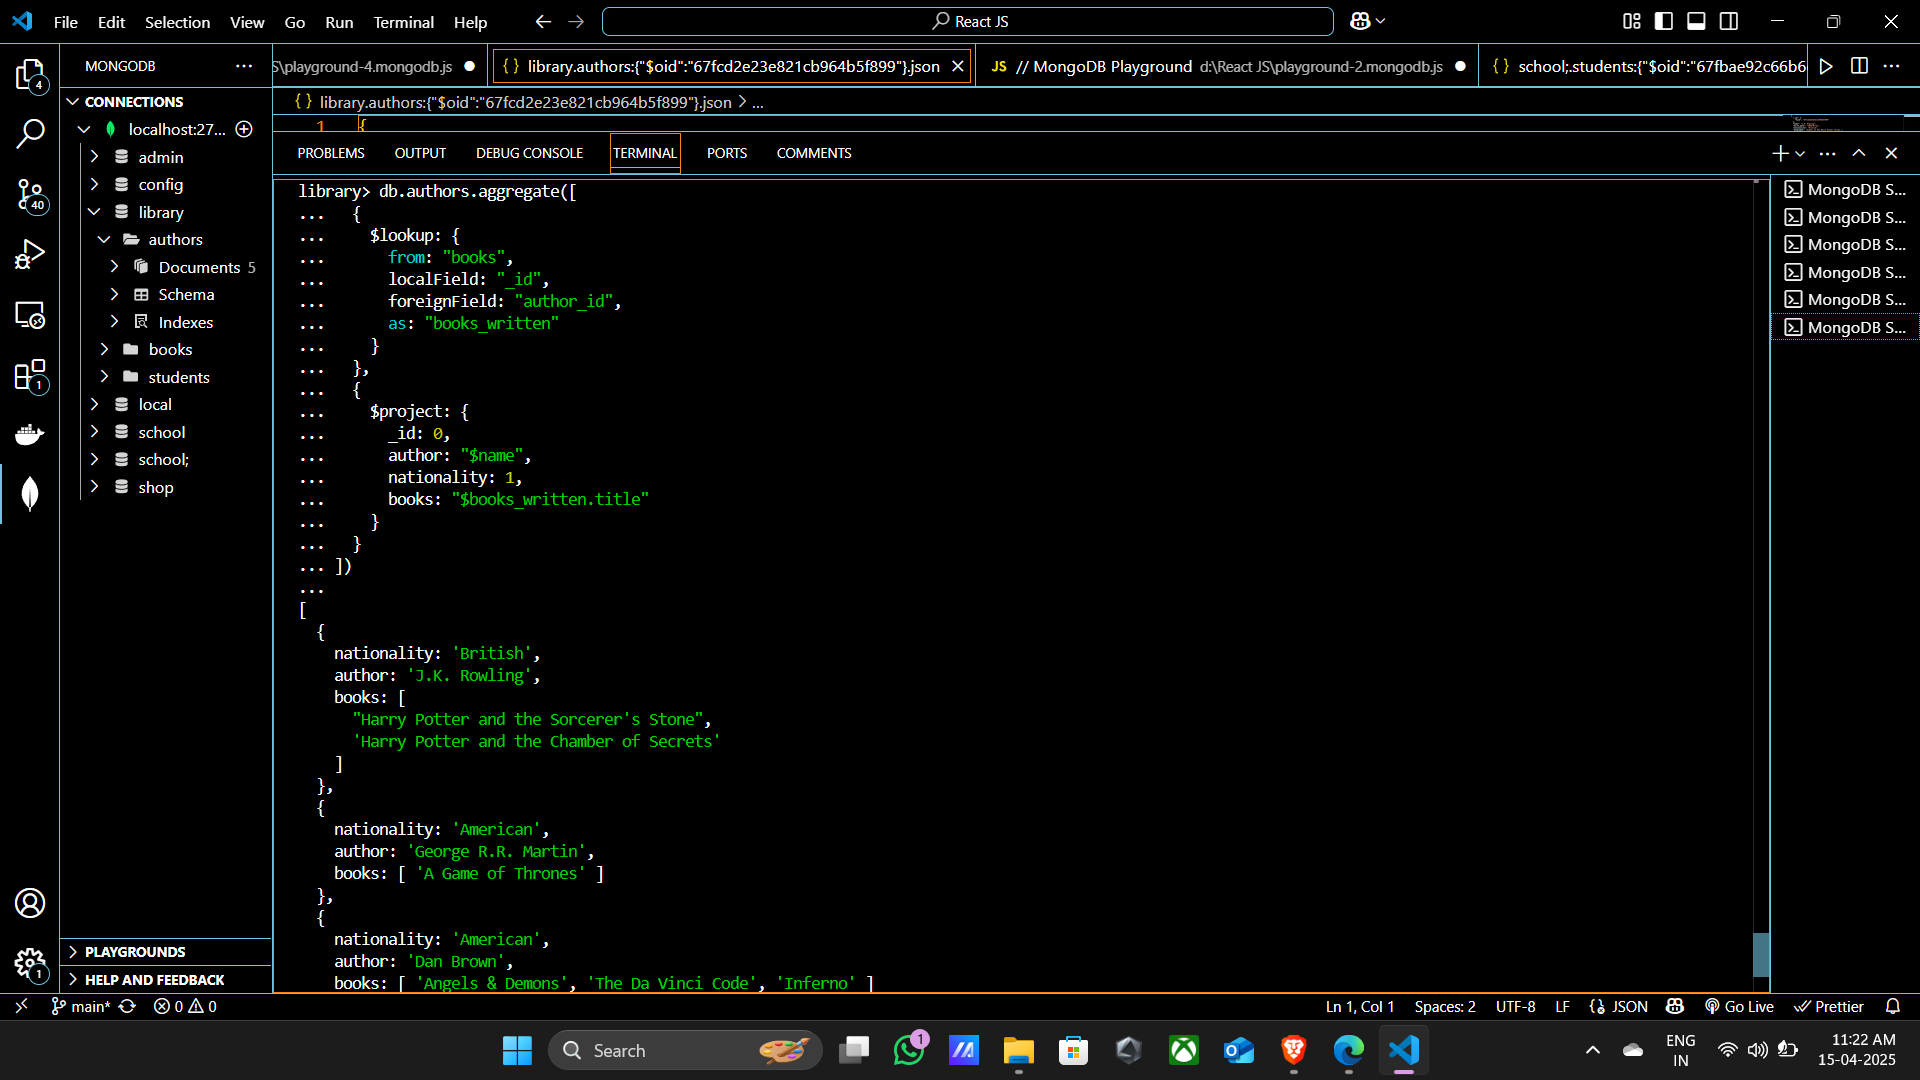 File Edit Selection View Go Run Terminal Help
React JS
MONGODB
S\playground-4.mongodb.js
{ } library.authors:{"$oid":"67fcd2e23e821cb964b5f899"}.json
JS // MongoDB Playground d:\React JS\playground-2.mongodb.js
{ } school;.students:{"$oid":"67fbae92c66b6
4
CONNECTIONS
{ } library.authors:{"$oid":"67fcd2e23e821cb964b5f899"}.json > ...
1 {
localhost:27...
admin
config
library
authors
Documents 5
Schema
Indexes
books
students
local
school
school;
shop
40
1
PROBLEMS OUTPUT DEBUG CONSOLE TERMINAL PORTS COMMENTS
library> db.authors.aggregate([
... {
... $lookup: {
... from: "books",
... localField: "_id",
... foreignField: "author_id",
... as: "books_written"
... }
... },
... {
... $project: {
... _id: 0,
... author: "$name",
... nationality: 1,
... books: "$books_written.title"
... }
... }
... ])
...
[
{
nationality: 'British',
author: 'J.K. Rowling',
books: [
"Harry Potter and the Sorcerer's Stone",
'Harry Potter and the Chamber of Secrets'
]
},
{
nationality: 'American',
author: 'George R.R. Martin',
books: [ 'A Game of Thrones' ]
},
{
nationality: 'American',
author: 'Dan Brown',
books: [ 'Angels & Demons', 'The Da Vinci Code', 'Inferno' ]
MongoDB S...
MongoDB S...
MongoDB S...
MongoDB S...
MongoDB S...
MongoDB S...
PLAYGROUNDS
HELP AND FEEDBACK
1
main* 0 0
Ln 1, Col 1 Spaces: 2 UTF-8 LF {} JSON Go Live Prettier
Search
1
ENG
IN
11:22 AM
15-04-2025